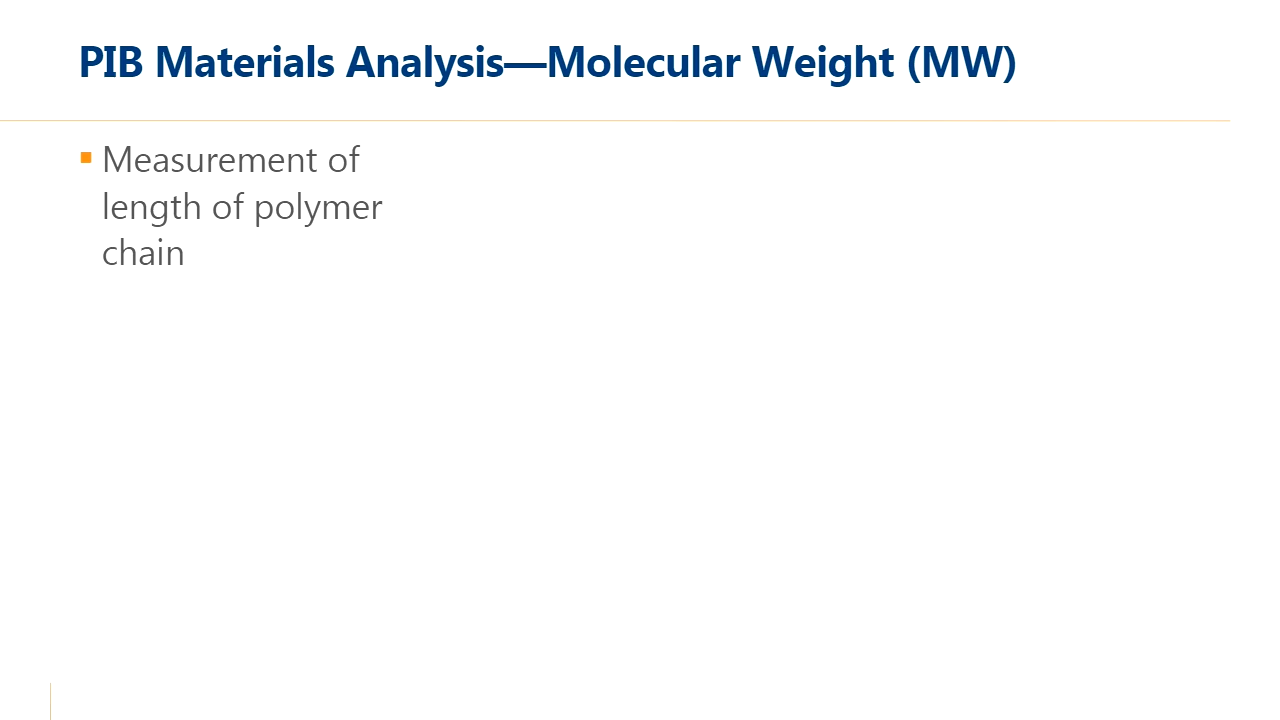 PIB Materials Analysis—Molecular Weight (MW)
Measurement of
length of polymer
chain